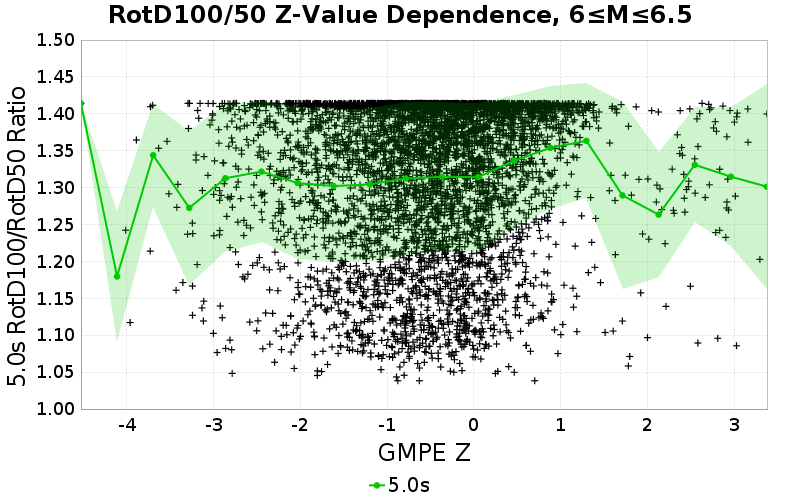 RotD100/50 Z-Value Dependence, 6≤M≤6.5
5.0s RotD100/RotD50 Ratio
1.50
1.45
1.40
1.35
1.30
1.25
1.20
1.15
1.10
1.05
1.00
-4 -3 -2 -1 0 1 2 3
GMPE Z
5.0s